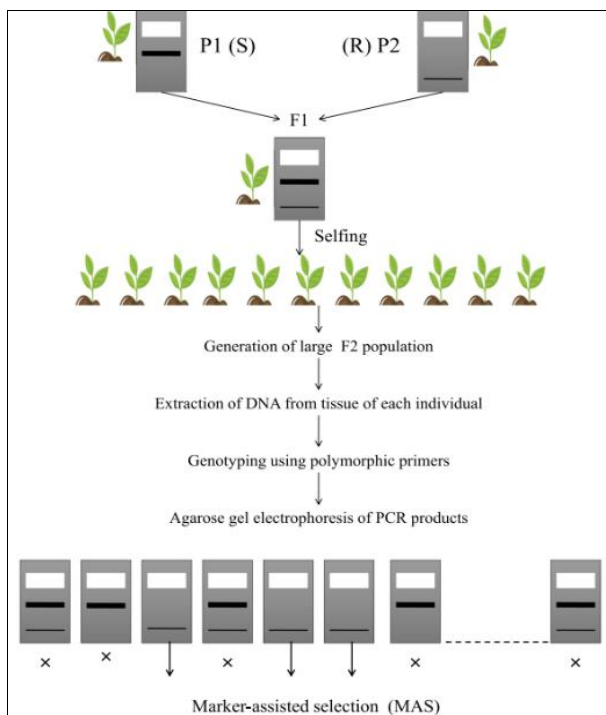 P1 (S) (R) P2
F1
Selfing
Generation of large F2 population
Extraction of DNA from tissue of each individual
Genotyping using polymorphic primers
Agarose gel electrophoresis of PCR products
× × × × ×
Marker-assisted selection (MAS)